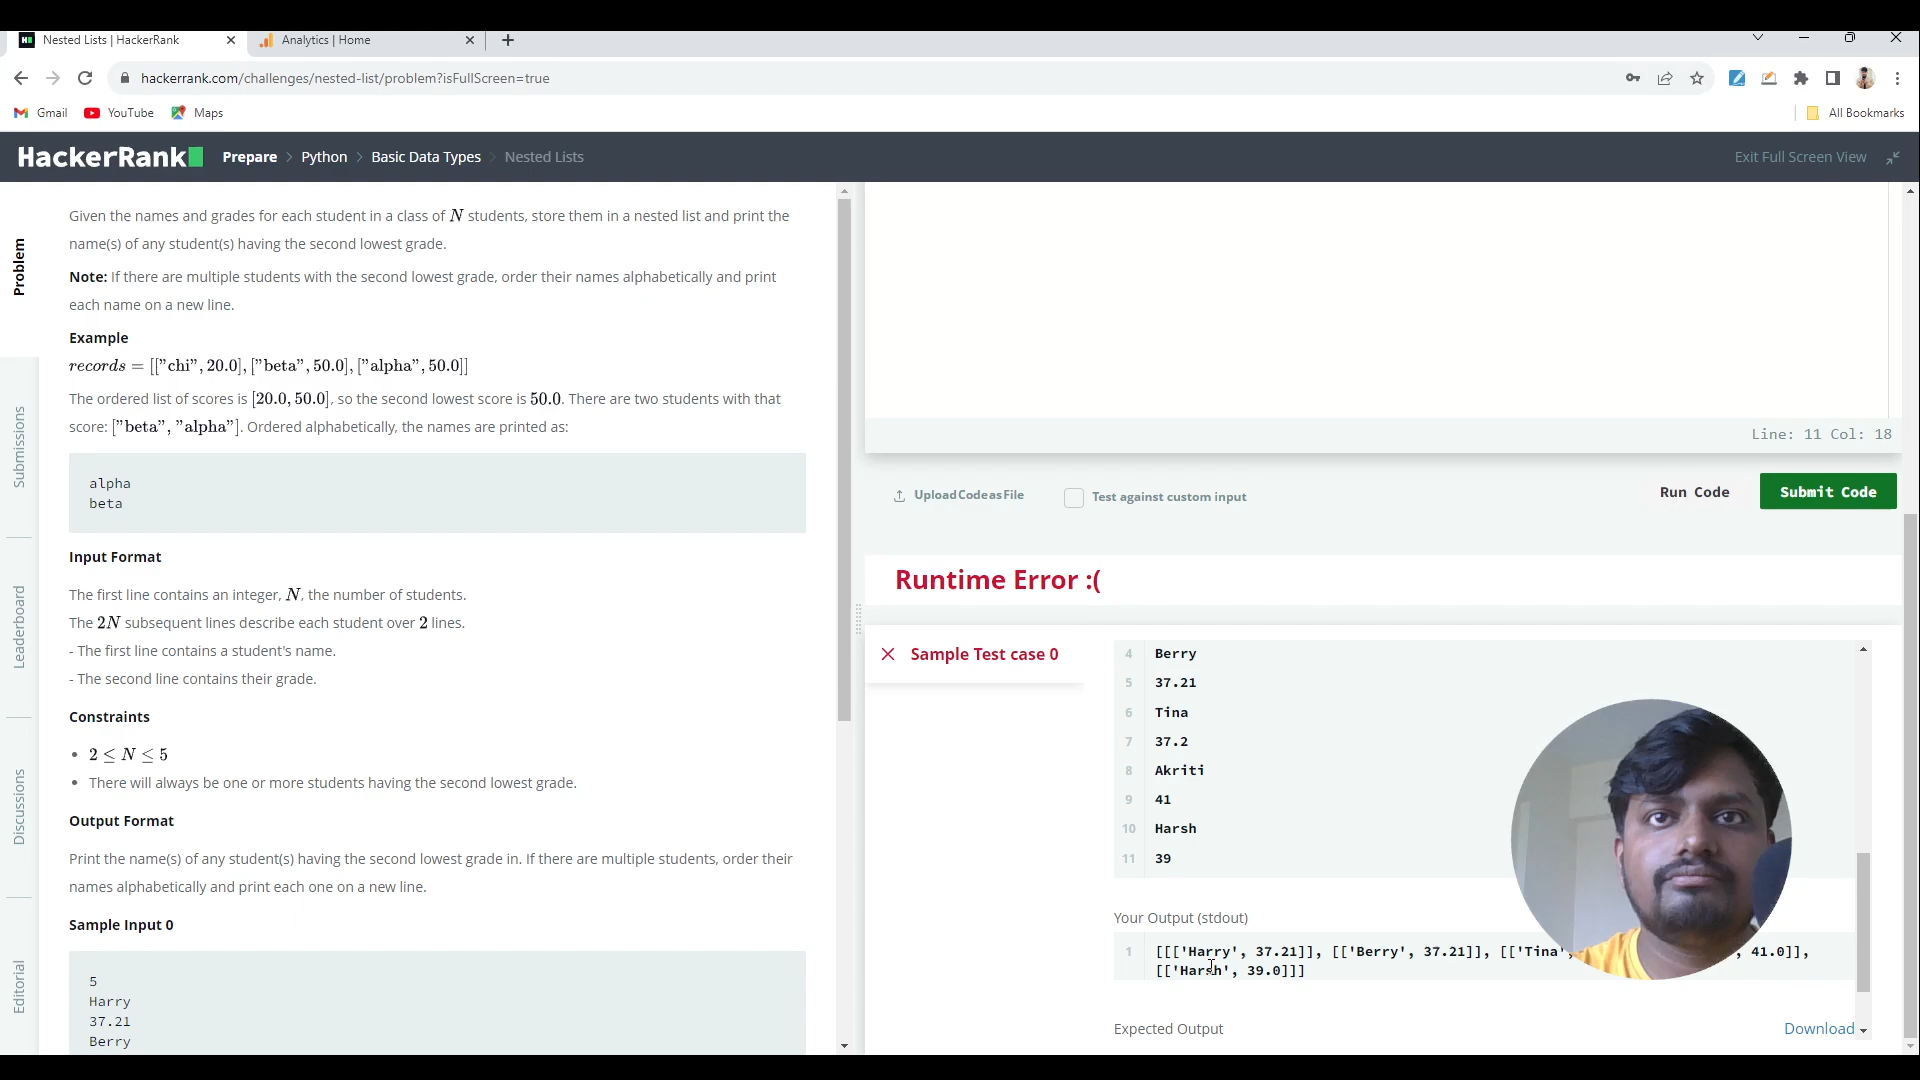 Nested Lists | HackerRank
Analytics | Home
hackerrank.com/challenges/nested-list/problem?isFullScreen=true
Gmail
YouTube
Maps
All Bookmarks
HackerRank
Prepare > Python > Basic Data Types > Nested Lists
Exit Full Screen View
Problem
Submissions
Leaderboard
Discussions
Editorial
Given the names and grades for each student in a class of N students, store them in a nested list and print the
name(s) of any student(s) having the second lowest grade.
Note: If there are multiple students with the second lowest grade, order their names alphabetically and print
each name on a new line.
Example
records = [["chi", 20.0], ["beta", 50.0], ["alpha", 50.0]]
The ordered list of scores is [20.0, 50.0], so the second lowest score is 50.0. There are two students with that
score: ["beta", "alpha"]. Ordered alphabetically, the names are printed as:
alpha
beta
Input Format
The first line contains an integer, N, the number of students.
The 2N subsequent lines describe each student over 2 lines.
- The first line contains a student's name.
- The second line contains their grade.
Constraints
• 2 ≤ N ≤ 5
• There will always be one or more students having the second lowest grade.
Output Format
Print the name(s) of any student(s) having the second lowest grade in. If there are multiple students, order their
names alphabetically and print each one on a new line.
Sample Input 0
5
Harry
37.21
Berry
Line: 11 Col: 18
Upload Code as File
Test against custom input
Run Code
Submit Code
Runtime Error :(
Sample Test case 0
4 Berry
5 37.21
6 Tina
7 37.2
8 Akriti
9 41
10 Harsh
11 39
Your Output (stdout)
1 [[['Harry', 37.21]], [['Berry', 37.21]], [['Tina', 41.0]],
[['Harsh', 39.0]]]
Expected Output
Download